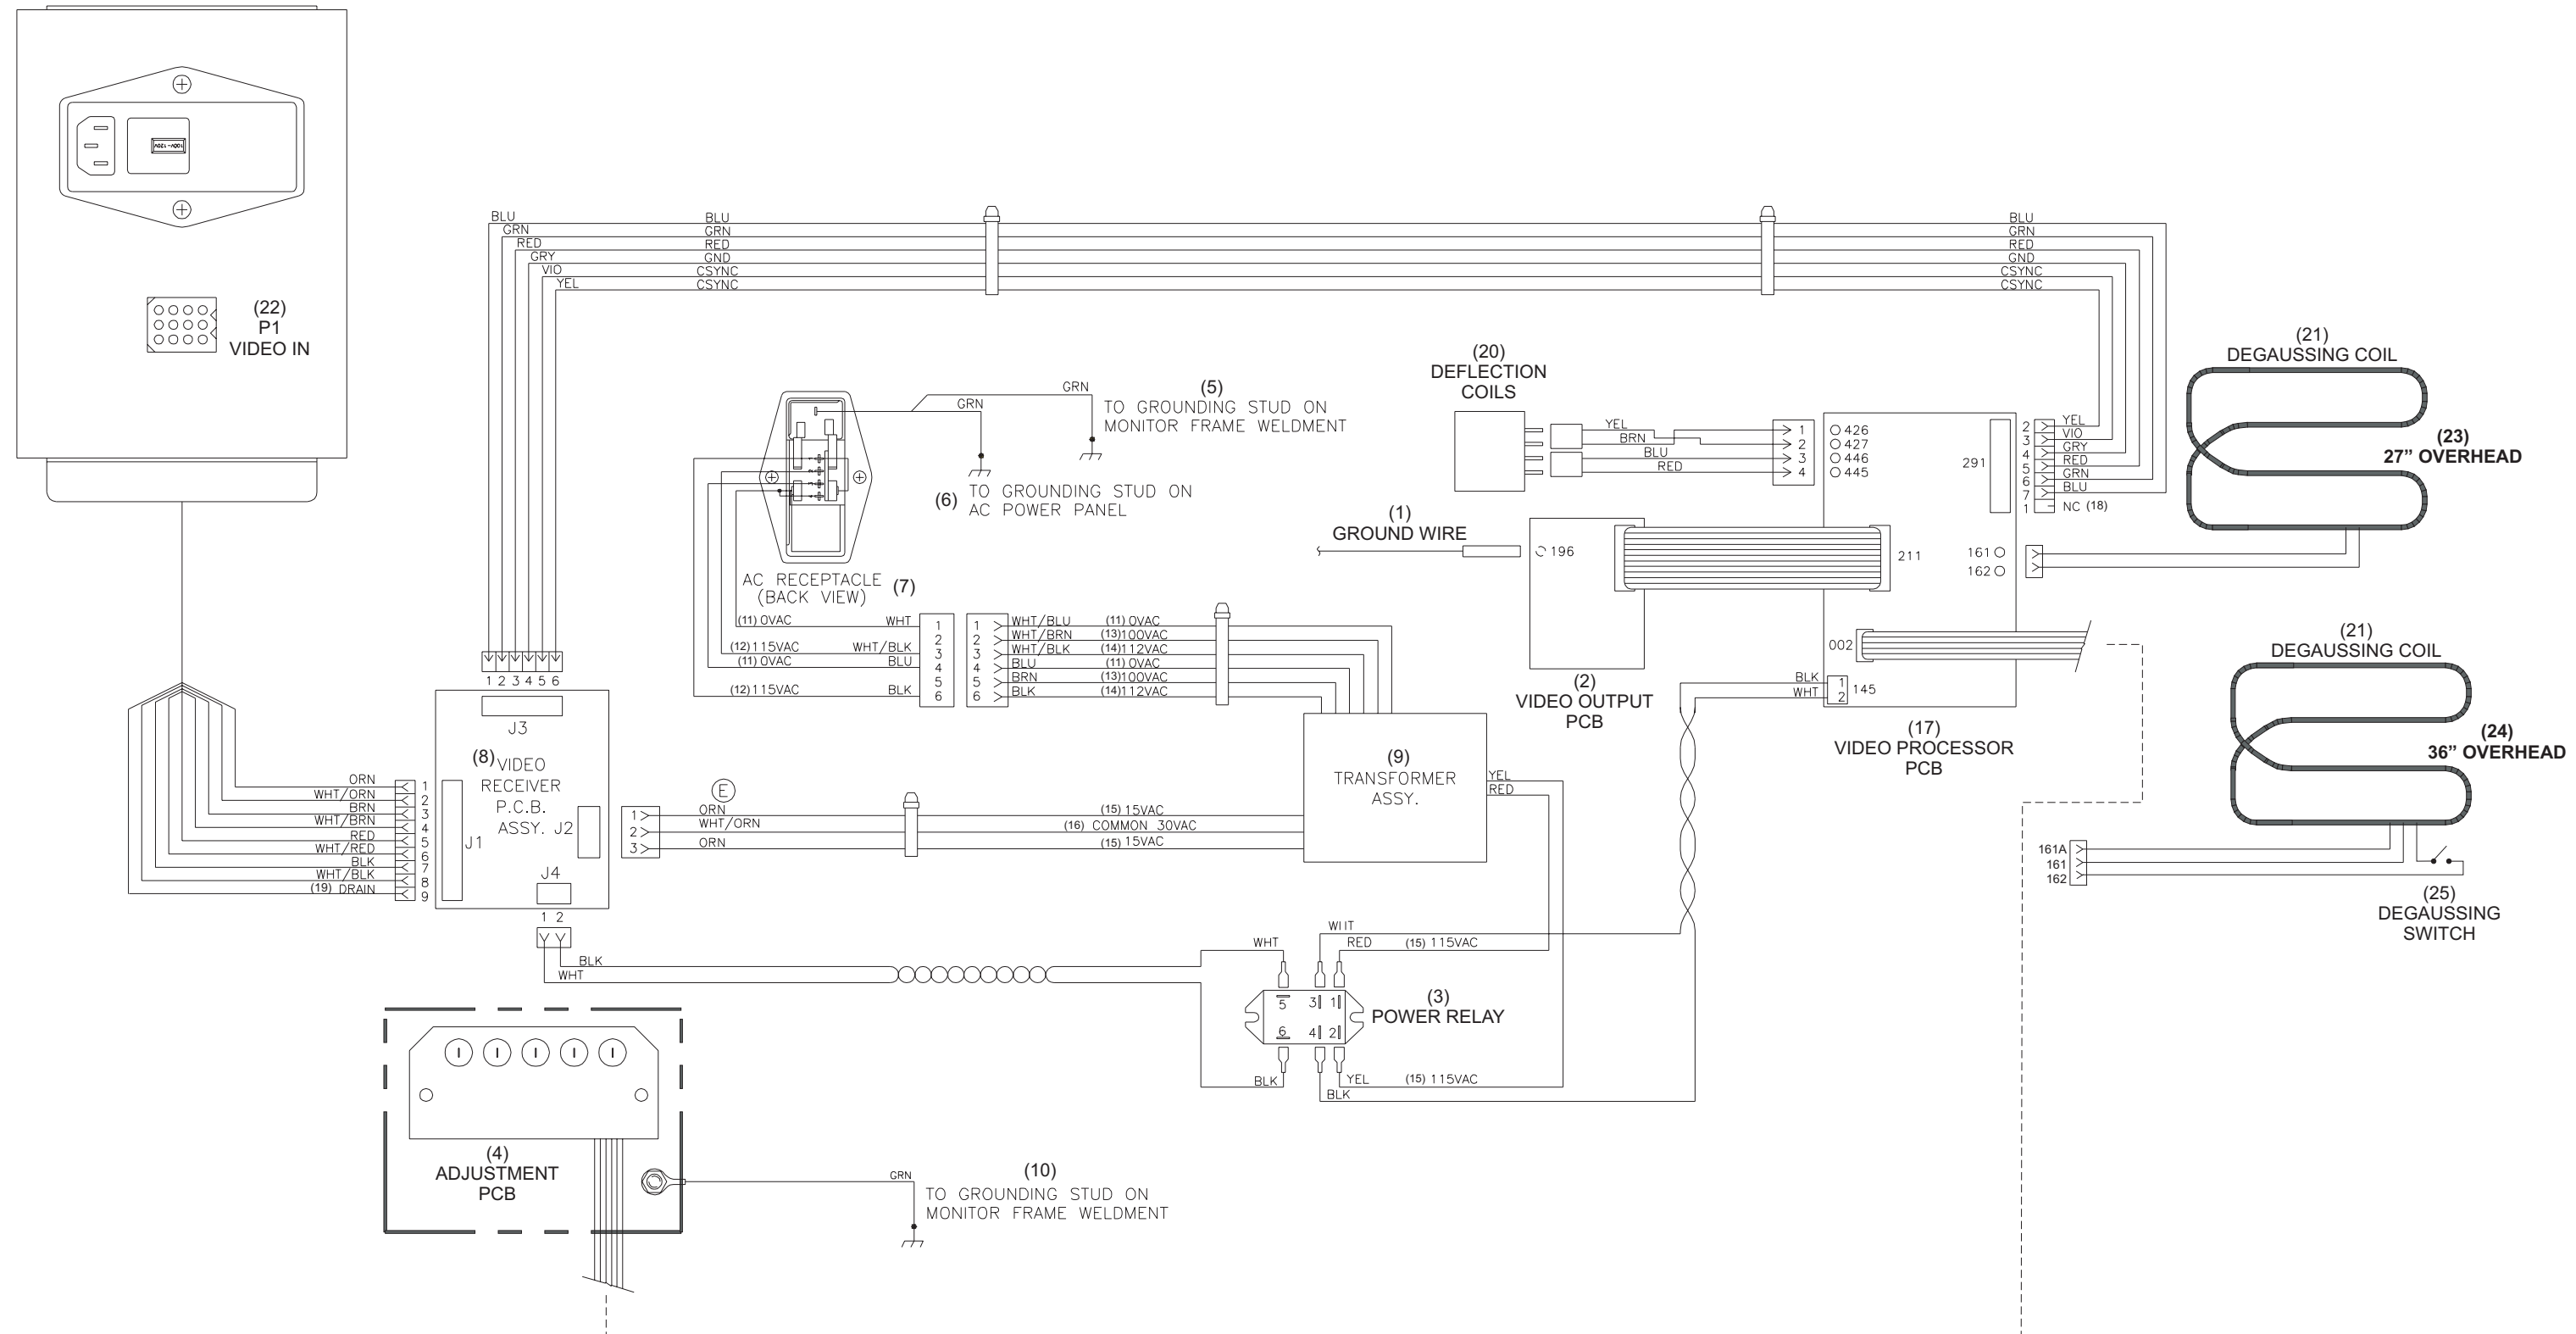 100V-120V
(22)
P1
VIDEO IN
BLU BLU BLU
GRN GRN GRN
RED RED RED
GRY GND GND
VIO CSYNC CSYNC
YEL CSYNC CSYNC
(21)
DEGAUSSING COIL
(23)
27” OVERHEAD
(20)
DEFLECTION
COILS
YEL
BRN
BLU
RED
1
2
3
4
426
427
446
445
291
2 YEL
3 VIO
4 GRY
5 RED
6 GRN
7 BLU
1 NC (18)
161
162
211
002
BLK 1
WHT 2
145
(17)
VIDEO PROCESSOR
PCB
(5)
GRN
TO GROUNDING STUD ON
MONITOR FRAME WELDMENT
GRN
(6)
TO GROUNDING STUD ON
AC POWER PANEL
1
2
3
4
AC RECEPTACLE
(BACK VIEW)
(7)
(1)
GROUND WIRE
196
(2)
VIDEO OUTPUT
PCB
(11) 0VAC WHT 1
2
(12) 115VAC WHT/BLK 3
(11) 0VAC BLU 4
5
(12) 115VAC BLK 6
1 WHT/BLU (11) 0VAC
2 WHT/BRN (13) 100VAC
3 WHT/BLK (14) 112VAC
4 BLU (11) 0VAC
5 BRN (13) 100VAC
6 BLK (14) 112VAC
(21)
DEGAUSSING COIL
(24)
36” OVERHEAD
161A
161
162
(25)
DEGAUSSING
SWITCH
1 2 3 4 5 6
J3
(8) VIDEO
RECEIVER
P.C.B.
ASSY. J2
J1
J4
1 2
ORN 1
WHT/ORN 2
BRN 3
WHT/BRN 4
RED 5
WHT/RED 6
BLK 7
WHT/BLK 8
(19) DRAIN 9
E
1 ORN (15) 15VAC
2 WHT/ORN (16) COMMON 30VAC
3 ORN (15) 15VAC
(9)
TRANSFORMER
ASSY.
YEL
RED
BLK
WHT
WHT
WHT
RED (15) 115VAC
5 3 1
6 4 2
(3)
POWER RELAY
BLK
YEL (15) 115VAC
BLK
(4)
ADJUSTMENT
PCB
GRN
(10)
TO GROUNDING STUD ON
MONITOR FRAME WELDMENT